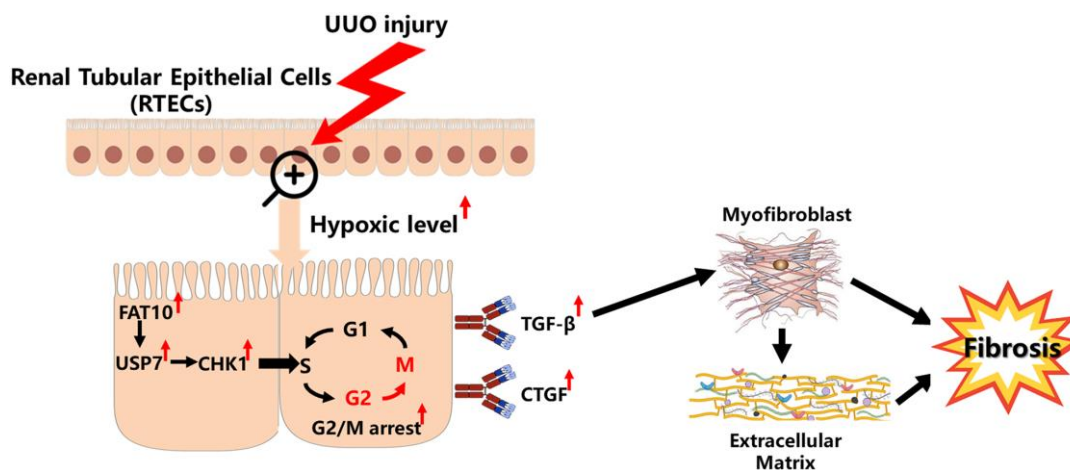 UUO injury
Renal Tubular Epithelial Cells
(RTECs)
Hypoxic level
FAT10
USP7
CHK1
G1
S
M
G2
G2/M arrest
TGF-β
CTGF
Myofibroblast
Extracellular
Matrix
Fibrosis